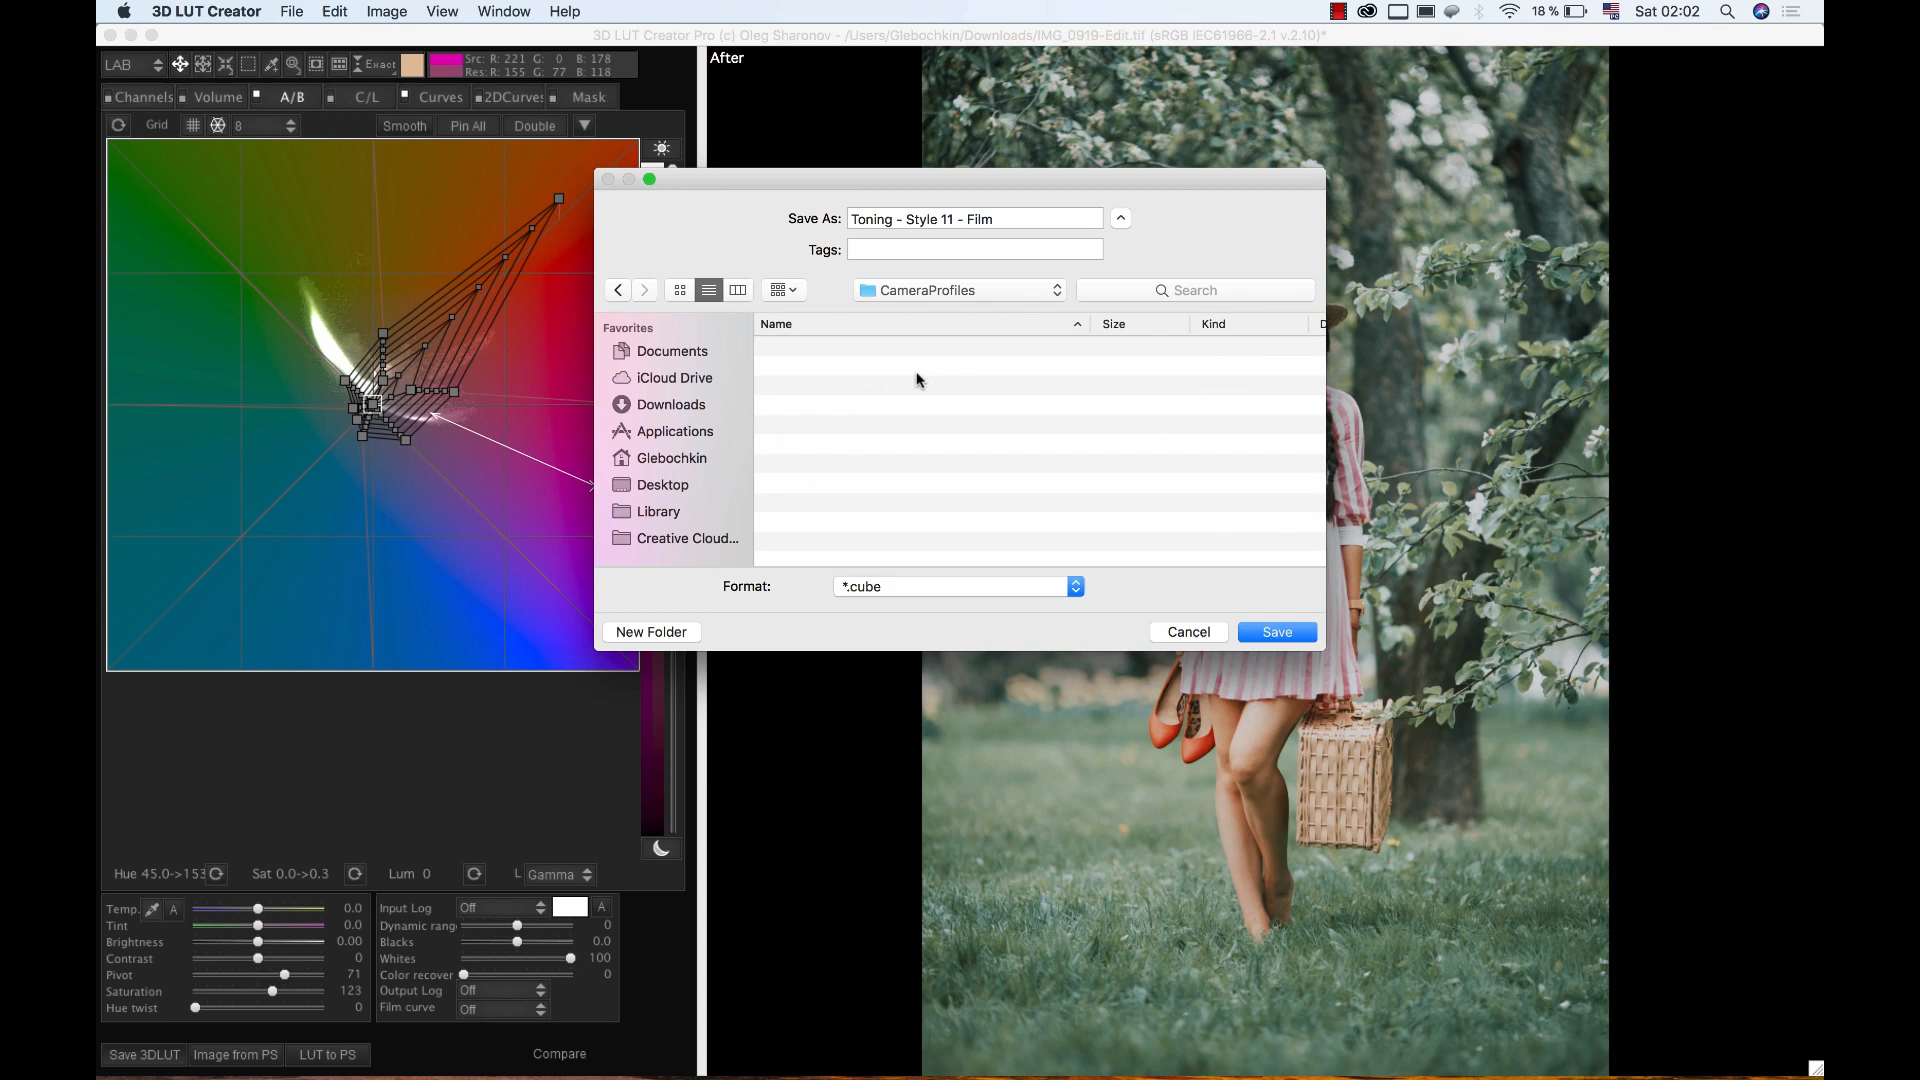 3D LUT Creator File Edit Image View Window Help 18 % Sat 02:02
3D LUT Creator Pro (c) Oleg Sharonov - /Users/Glebochkin/Downloads/IMG_0919-Edit.tif (sRGB IEC61966-2.1 v.2.10)*
LAB Exact Src: R: 221 G: 0 B: 178
Res: R: 155 G: 77 B: 118
After
Channels Volume A/B C/L Curves 2DCurves Mask
Grid 8 Smooth Pin All Double
Save As: Toning - Style 11 - Film
Tags:
CameraProfiles Search
Favorites Name Size Kind D
Documents
iCloud Drive
Downloads
Applications
Glebochkin
Desktop
Library
Creative Cloud...
Format: *.cube
New Folder Cancel Save
Hue 45.0->153 Sat 0.0->0.3 Lum 0 L Gamma
Temp. A 0.0 Input Log Off A
Tint 0.0 Dynamic rang 0
Brightness 0.00 Blacks 0.0
Contrast 0 Whites 100
Pivot 71 Color recover 0
Saturation 123 Output Log Off
Hue twist 0 Film curve Off
Save 3DLUT Image from PS LUT to PS Compare